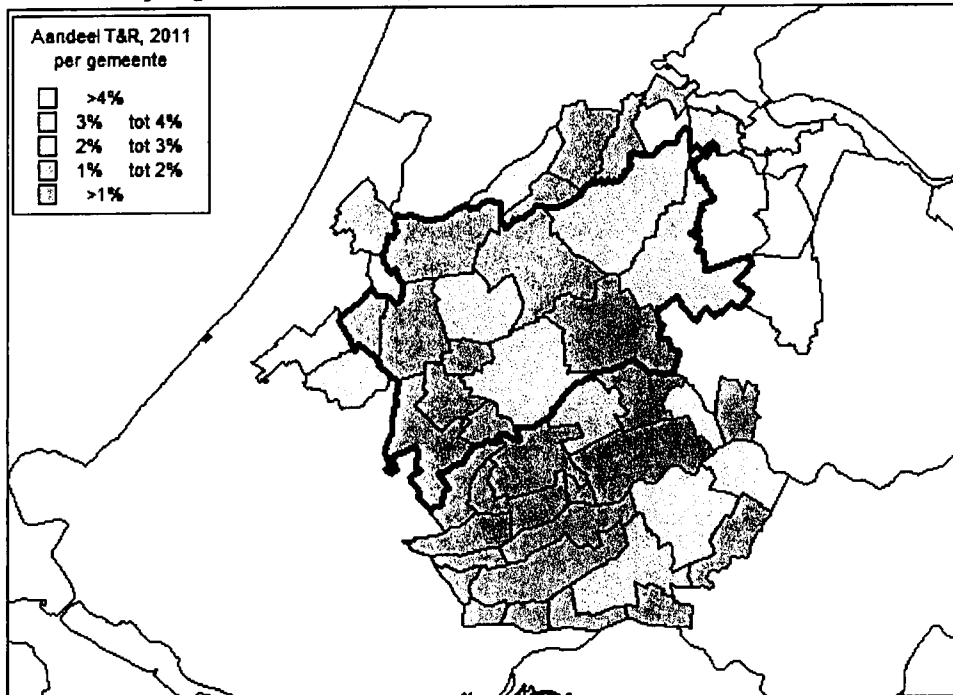 Aandeel T&R, 2011
per gemeente
>4%
3% tot 4%
2% tot 3%
1% tot 2%
>1%